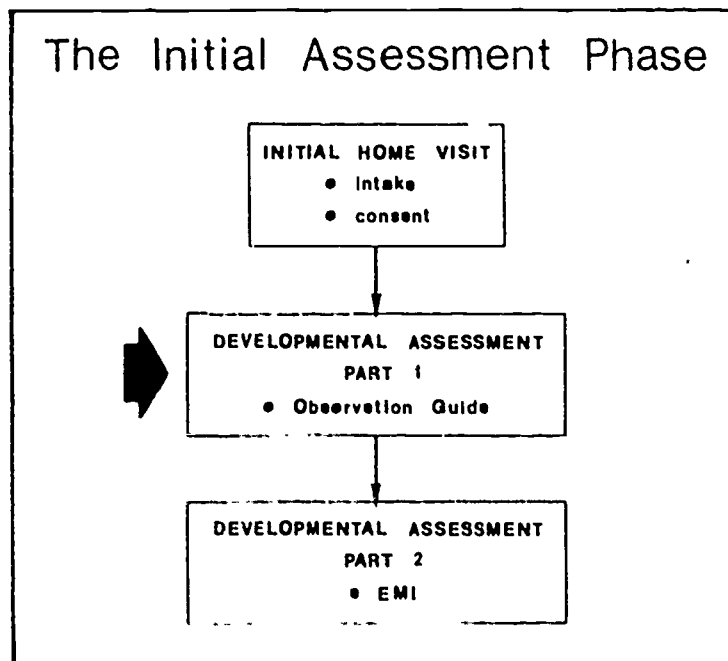 The Initial Assessment Phase
INITIAL HOME VISIT
• Intake
• consent
DEVELOPMENTAL ASSESSMENT
PART 1
• Observation Guide
DEVELOPMENTAL ASSESSMENT
PART 2
• EMI